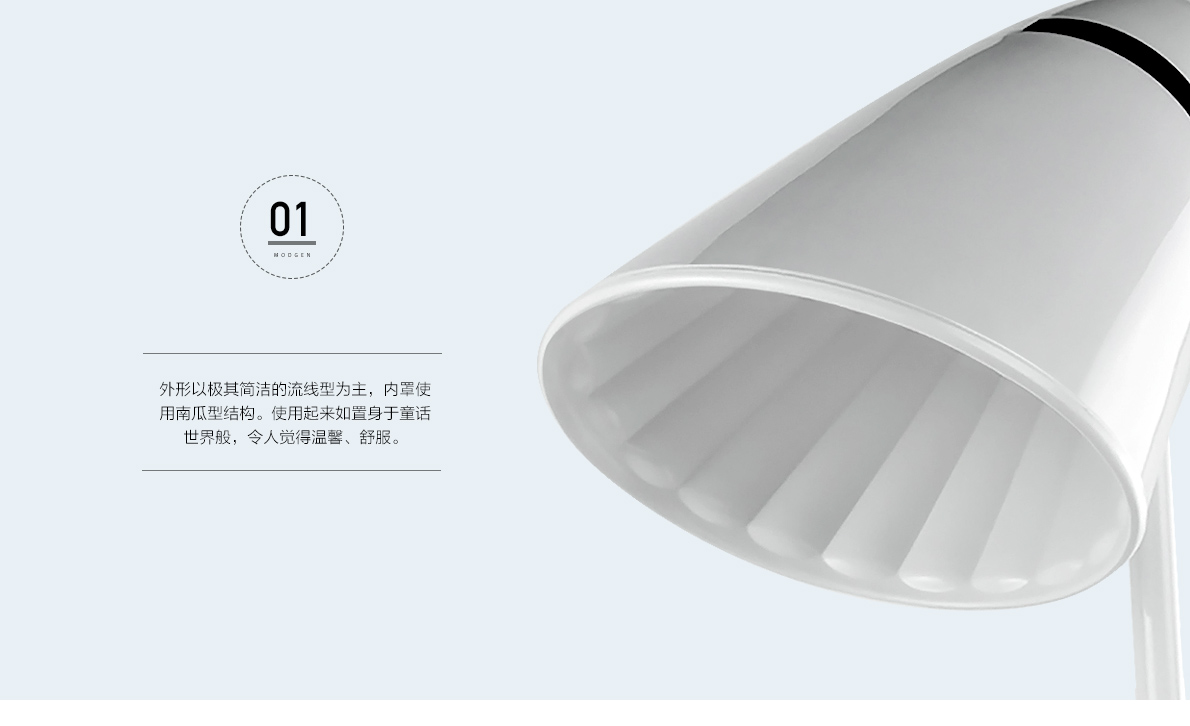 01
MODGEN
外形以极其简洁的流线型为主，内罩使
用南瓜型结构。使用起来如置身于童话
世界般，令人觉得温馨、舒服。